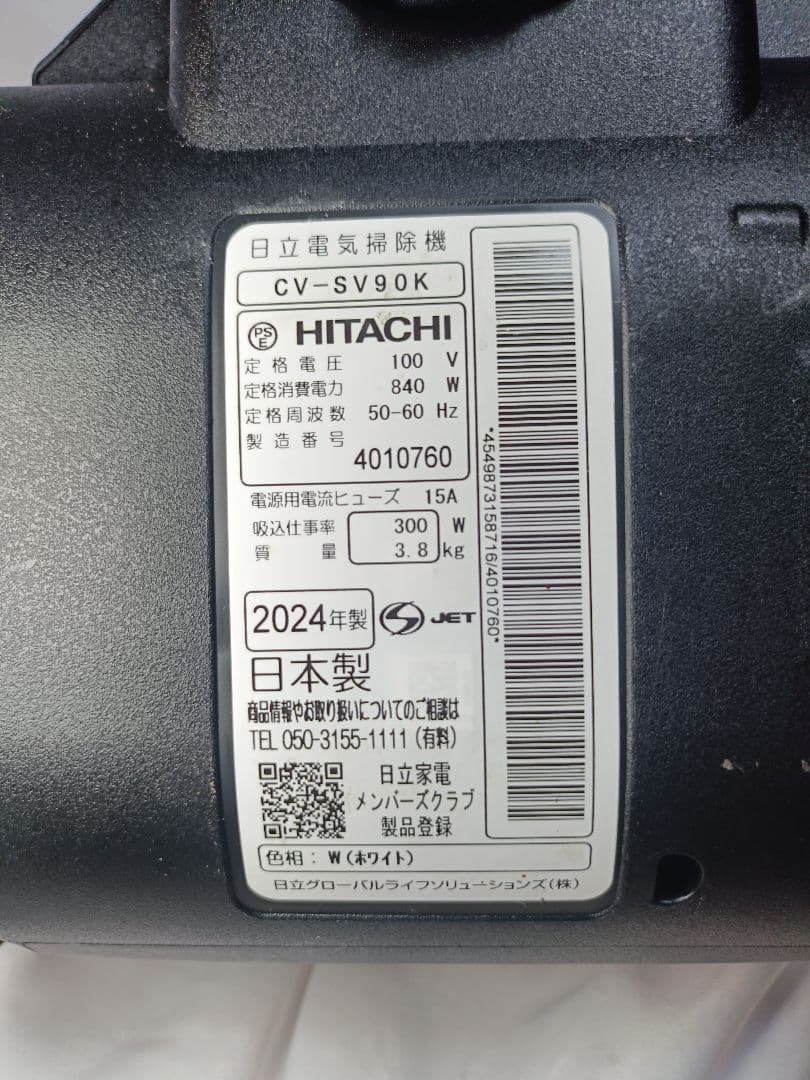 日立電気掃除機
CV-SV90K
PS E HITACHI
定格電圧 100 V
定格消費電力 840 W
定格周波数 50-60 Hz
製造番号
4010760
電源用電流ヒューズ 15A
吸込仕事率 300 W
質量 3.8 kg
2024年製 S JET
日本製
商品情報やお取り扱いについてのご相談は
TEL 050-3155-1111 (有料)
日立家電
メンバーズクラブ
製品登録
色相: W(ホワイト)
日立グローバルライフソリューションズ(株)
*4549873158716/4010760*